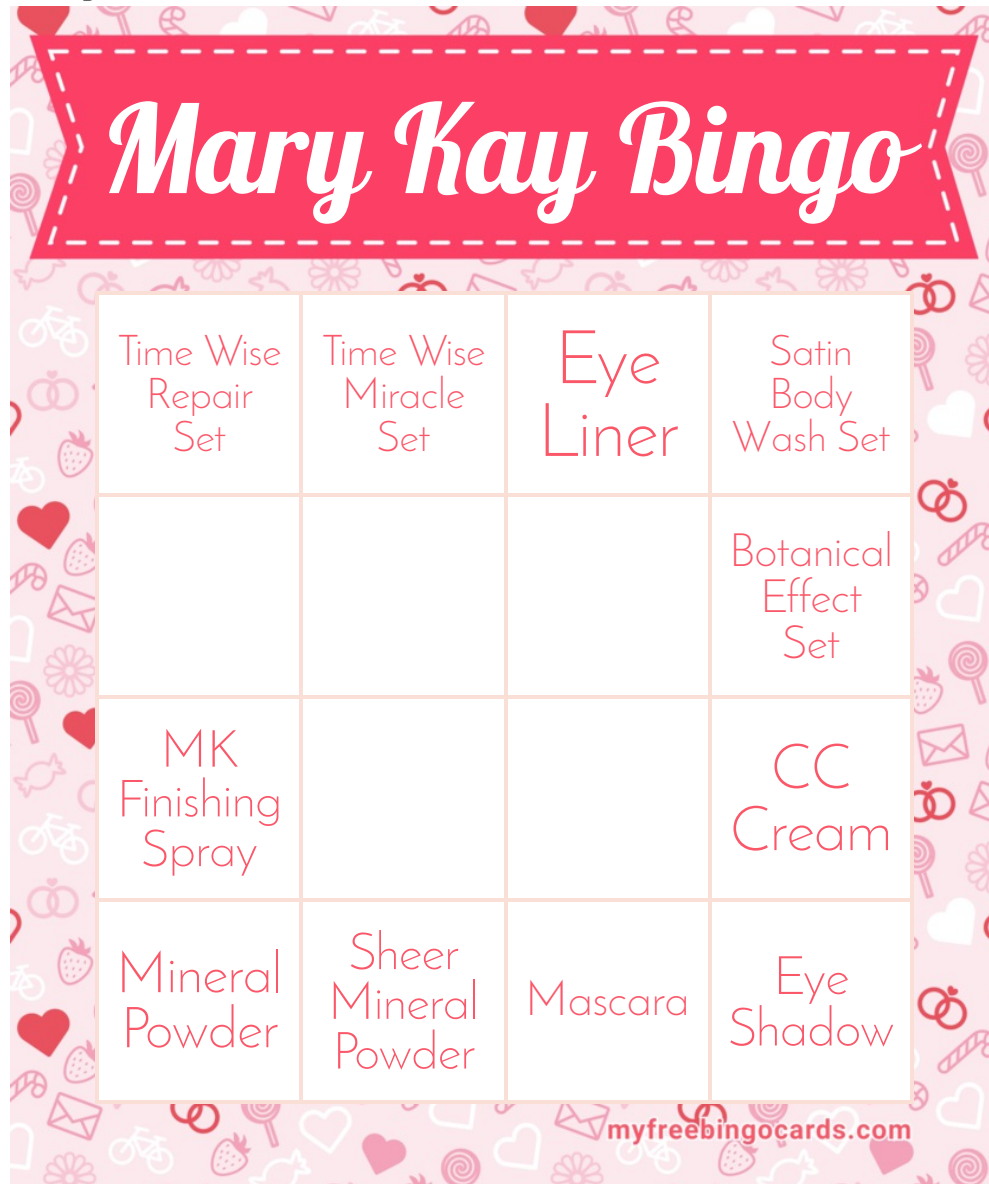 Mary Kay Bingo
Time Wise
Repair
Set
Time Wise
Miracle
Set
Eye
Liner
Satin
Body
Wash Set
Botanical
Effect
Set
MK
Finishing
Spray
CC
Cream
Mineral
Powder
Sheer
Mineral
Powder
Mascara
Eye
Shadow
myfreebingocards.com